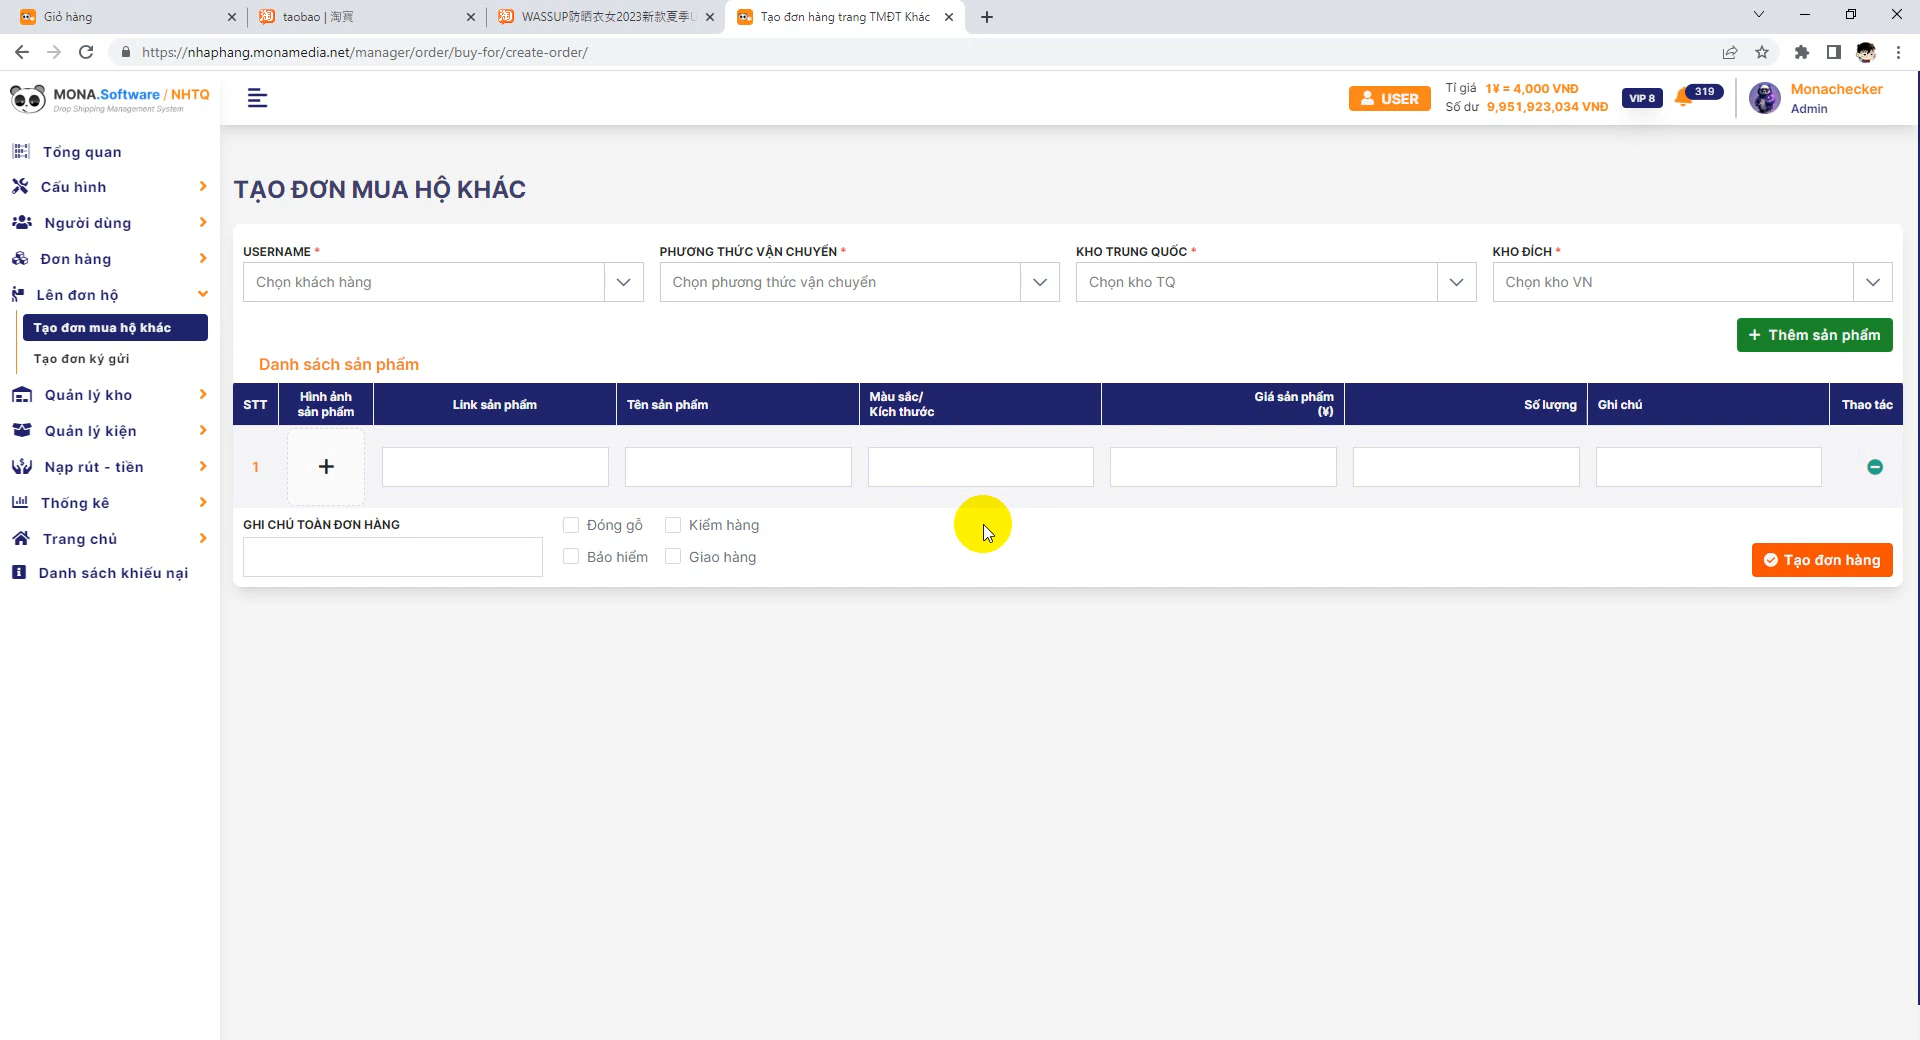 Giỏ hàng
taobao | 淘寶
WASSUP防晒衣女2023新款夏季U
Tạo đơn hàng trang TMĐT Khác
https://nhaphang.monamedia.net/manager/order/buy-for/create-order/
MONA.Software / NHTQ
Drop Shipping Management System
USER
Tỉ giá 1¥ = 4,000 VNĐ
Số dư 9,951,923,034 VNĐ
VIP 8
319
Monachecker
Admin
Tổng quan
Cấu hình
Người dùng
Đơn hàng
Lên đơn hộ
Tạo đơn mua hộ khác
Tạo đơn ký gửi
Quản lý kho
Quản lý kiện
Nạp rút - tiền
Thống kê
Trang chủ
Danh sách khiếu nại
TẠO ĐƠN MUA HỘ KHÁC
USERNAME *
PHƯƠNG THỨC VẬN CHUYỂN *
KHO TRUNG QUỐC *
KHO ĐÍCH *
Chọn khách hàng
Chọn phương thức vận chuyển
Chọn kho TQ
Chọn kho VN
+ Thêm sản phẩm
Danh sách sản phẩm
STT
Hình ảnh
sản phẩm
Link sản phẩm
Tên sản phẩm
Màu sắc/
Kích thước
Giá sản phẩm
(¥)
Số lượng
Ghi chú
Thao tác
1
+
GHI CHÚ TOÀN ĐƠN HÀNG
Đóng gỗ
Kiểm hàng
Bảo hiểm
Giao hàng
Tạo đơn hàng